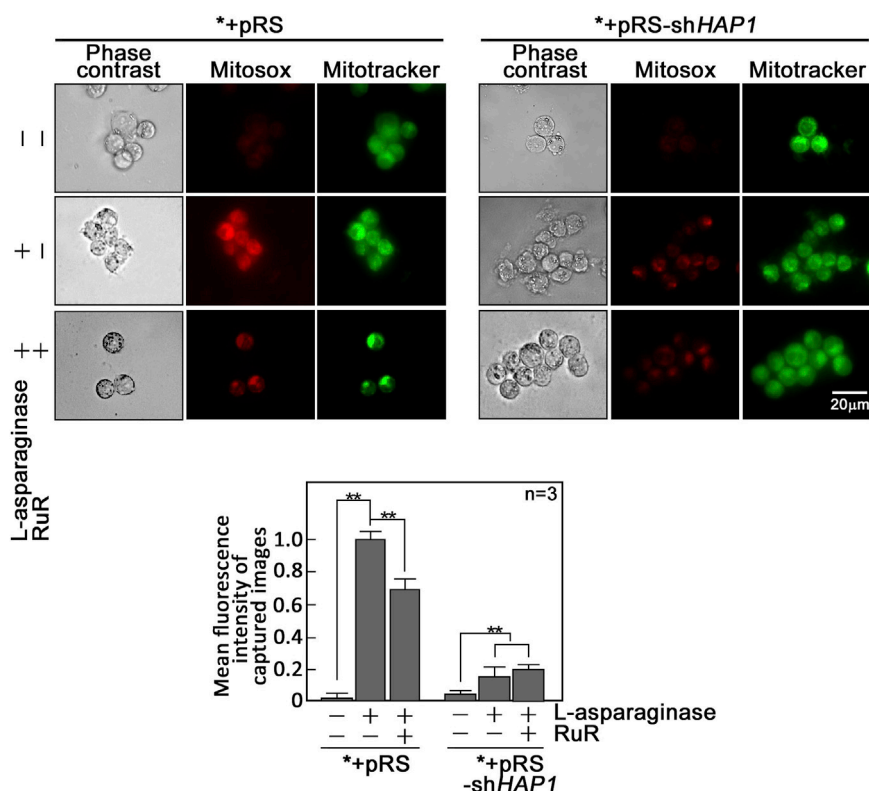 *+pRS
*+pRS-shHAP1
Phase contrast Mitosox Mitotracker
Phase contrast Mitosox Mitotracker
− −
+ −
+ +
L-asparaginase
RuR
20μm
n=3
** **
**
Mean fluorescence
intensity of
captured images
1.0
0.8
0.6
0.4
0.2
0
− + + − + + L-asparaginase
− − + − − + RuR
*+pRS *+pRS
-shHAP1